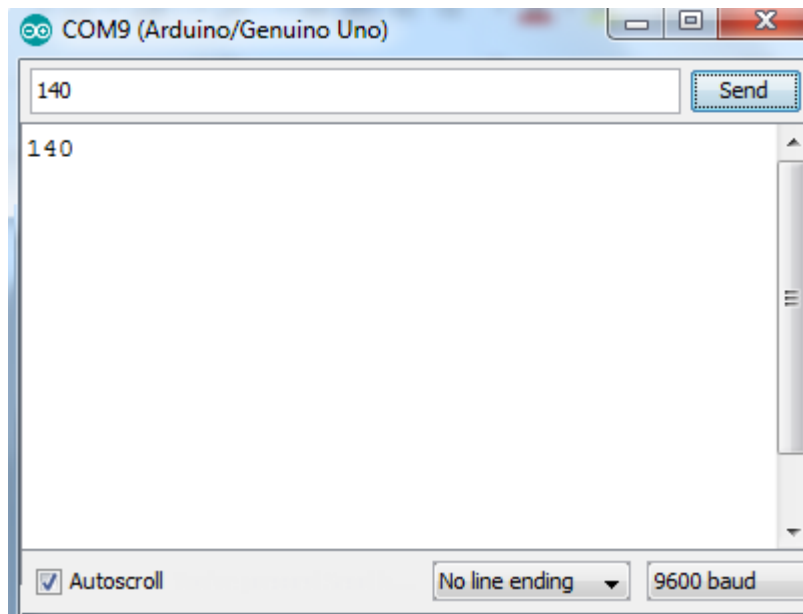 COM9 (Arduino/Genuino Uno)
140
Send
140
Autoscroll
No line ending
9600 baud